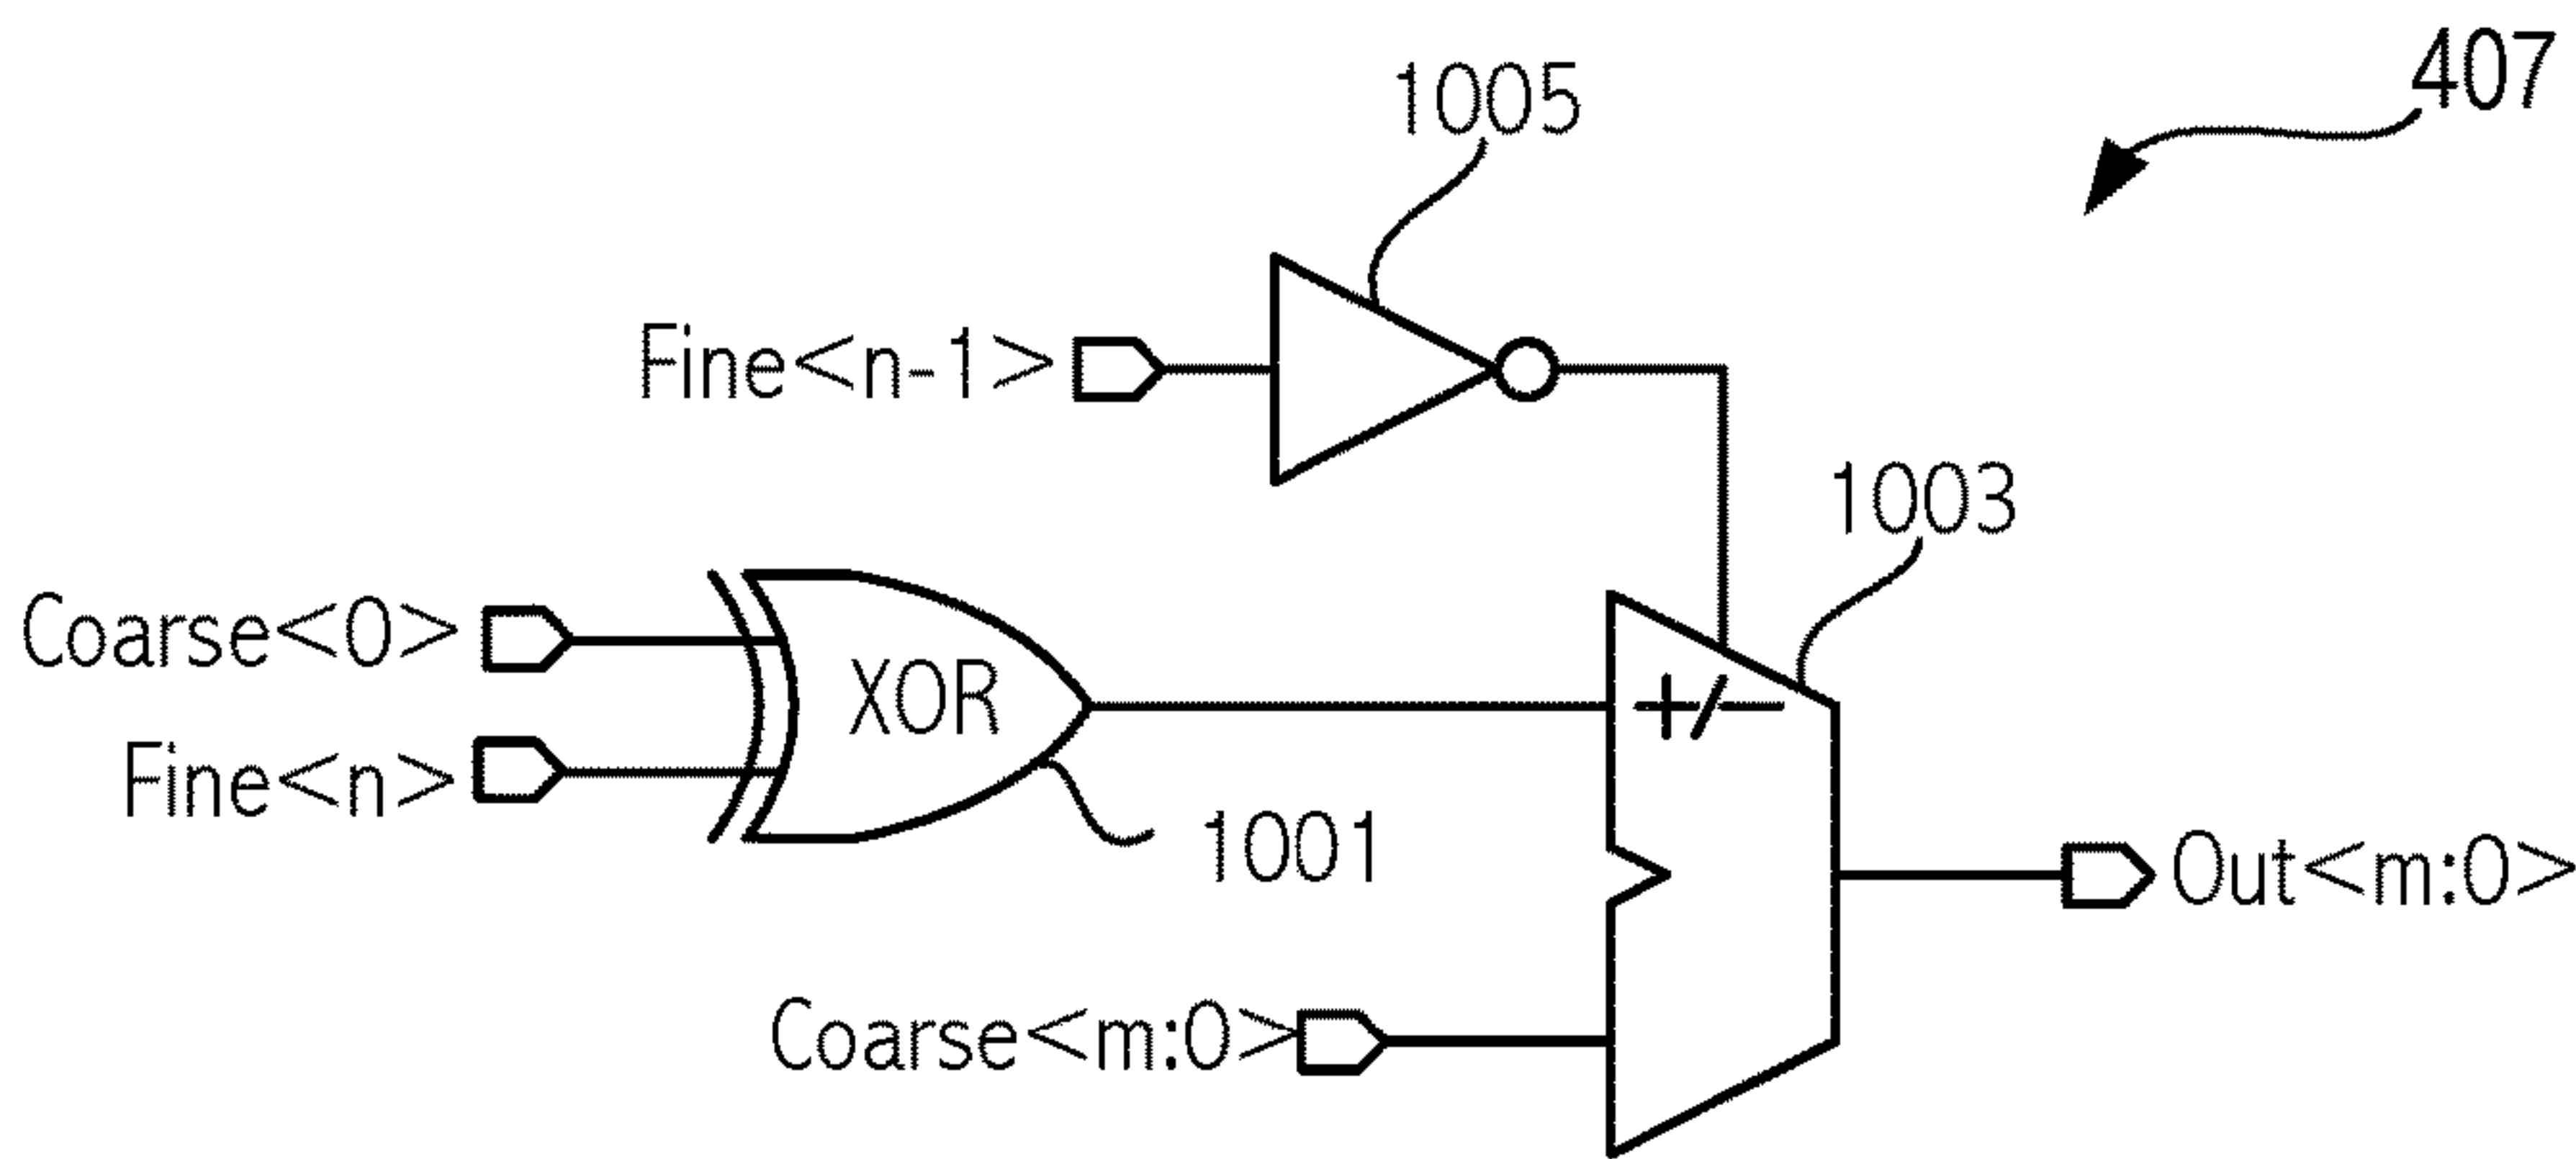 407
1005
Fine<n-1>
1003
Coarse<0>
XOR
+/−
Fine<n>
1001
Out<m:0>
Coarse<m:0>